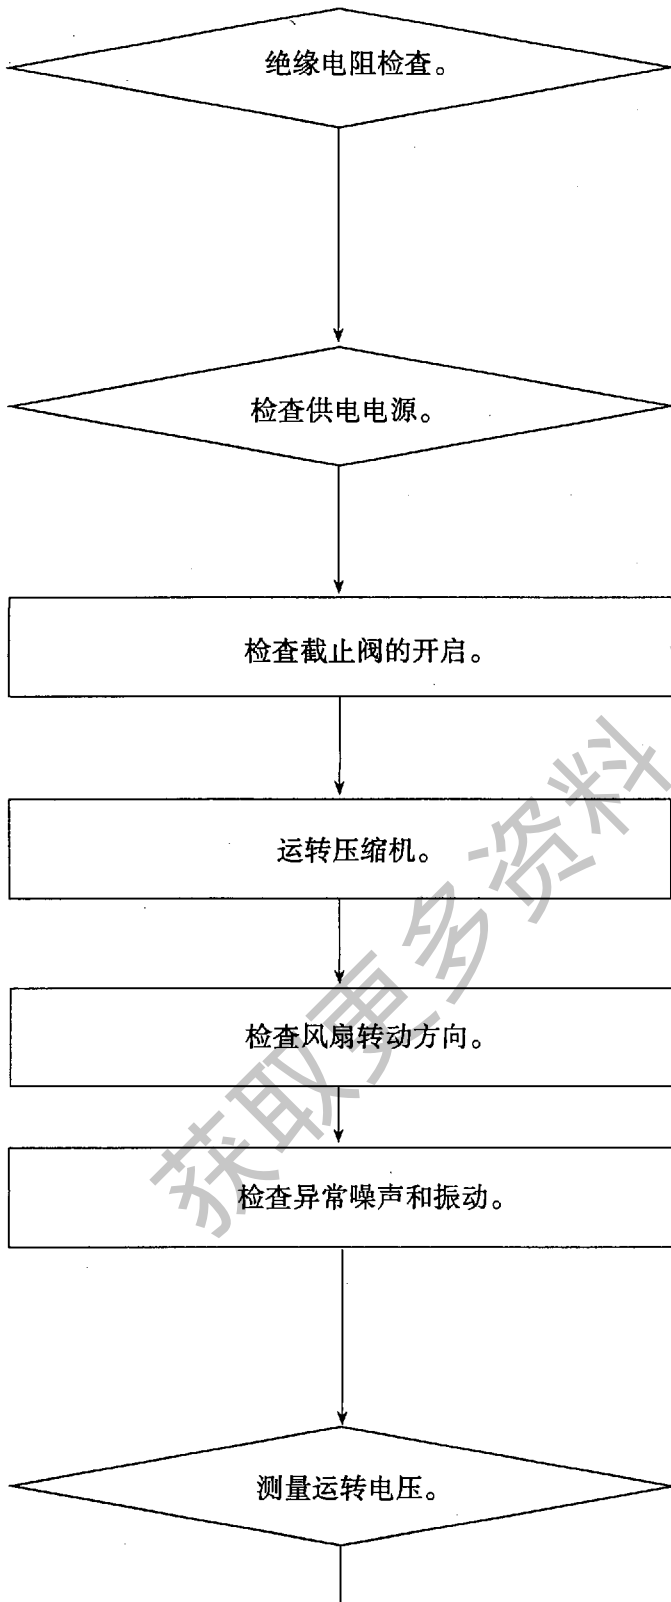 绝缘电阻检查。
检查供电电源。
检查截止阀的开启。
运转压缩机。
检查风扇转动方向。
检查异常噪声和振动。
测量运转电压。
获取更多资料